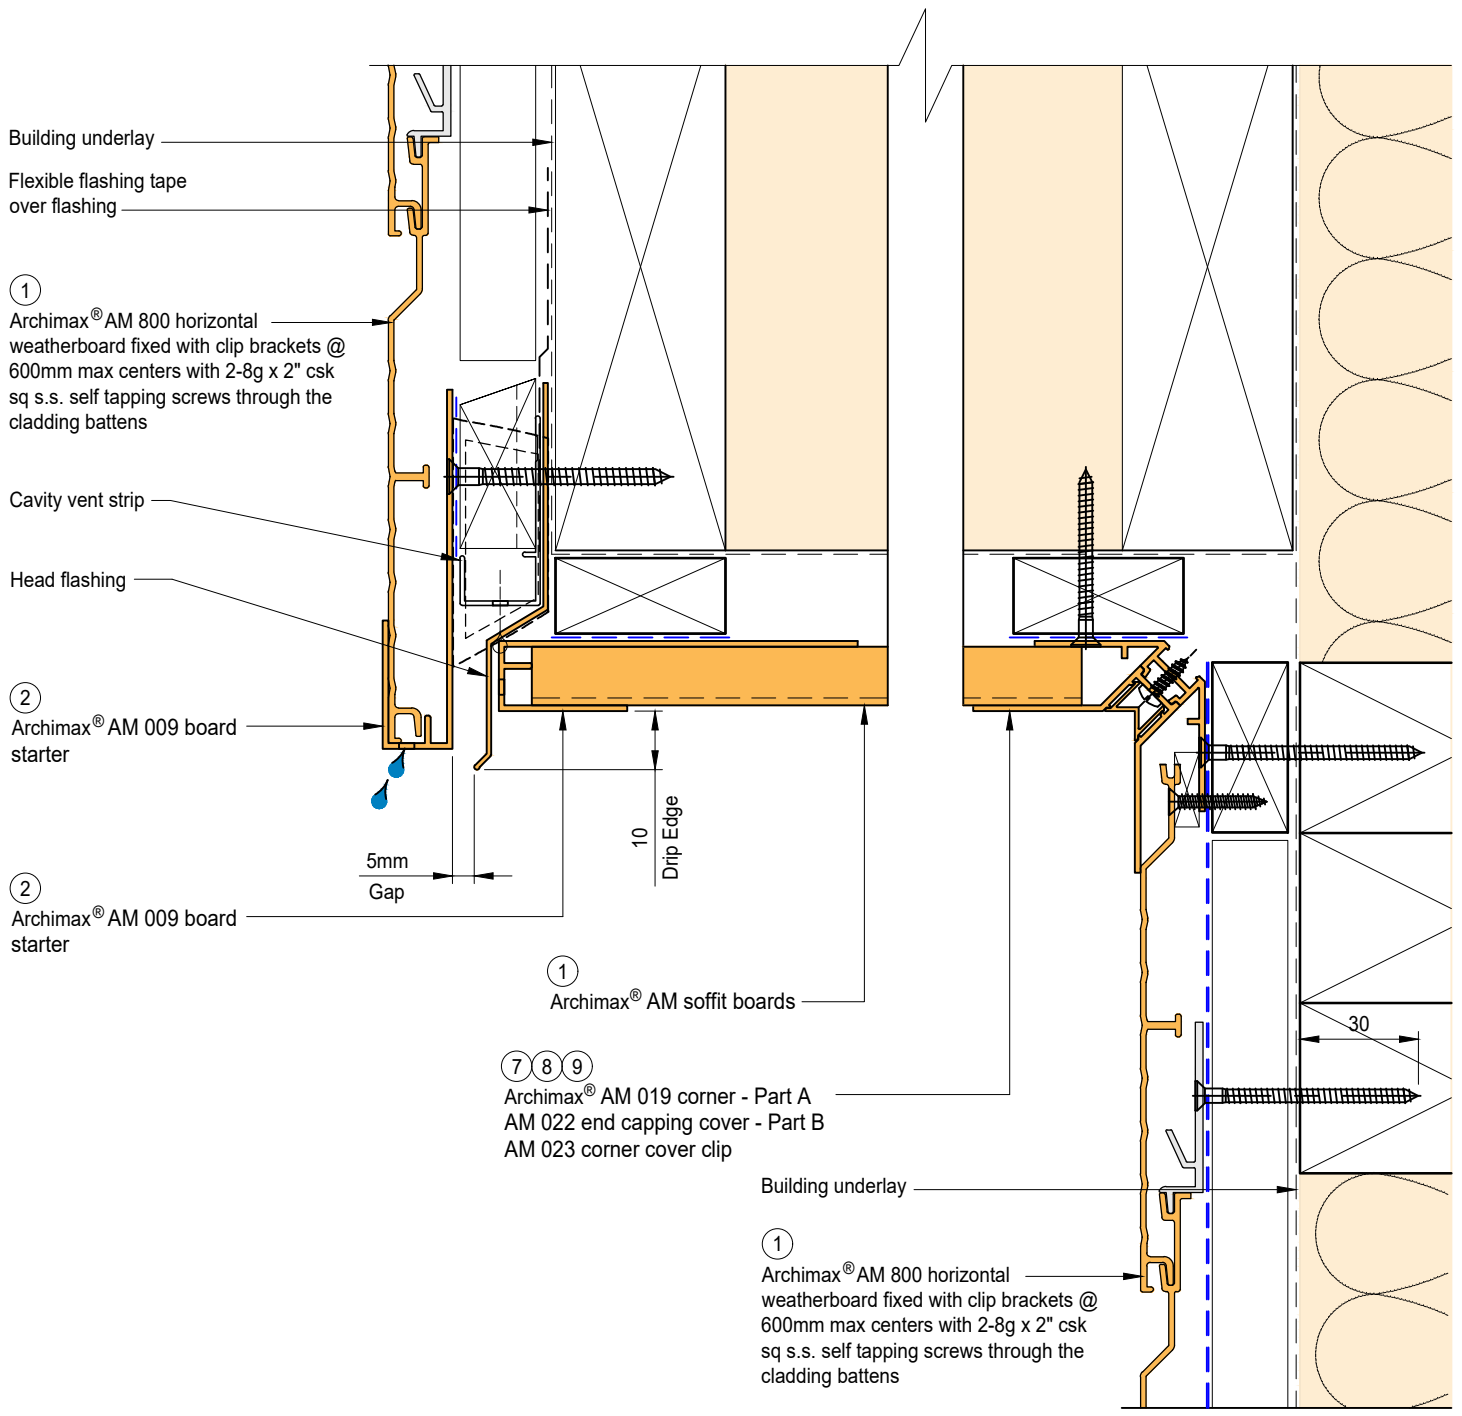 Building underlay
Flexible flashing tape
over flashing
1
Archimax® AM 800 horizontal
weatherboard fixed with clip brackets @
600mm max centers with 2-8g x 2" csk
sq s.s. self tapping screws through the
cladding battens
Cavity vent strip
Head flashing
2
Archimax® AM 009 board
starter
5mm
Gap
10
Drip Edge
2
Archimax® AM 009 board
starter
1
Archimax® AM soffit boards
30
7 8 9
Archimax® AM 019 corner - Part A
AM 022 end capping cover - Part B
AM 023 corner cover clip
Building underlay
1
Archimax® AM 800 horizontal
weatherboard fixed with clip brackets @
600mm max centers with 2-8g x 2" csk
sq s.s. self tapping screws through the
cladding battens